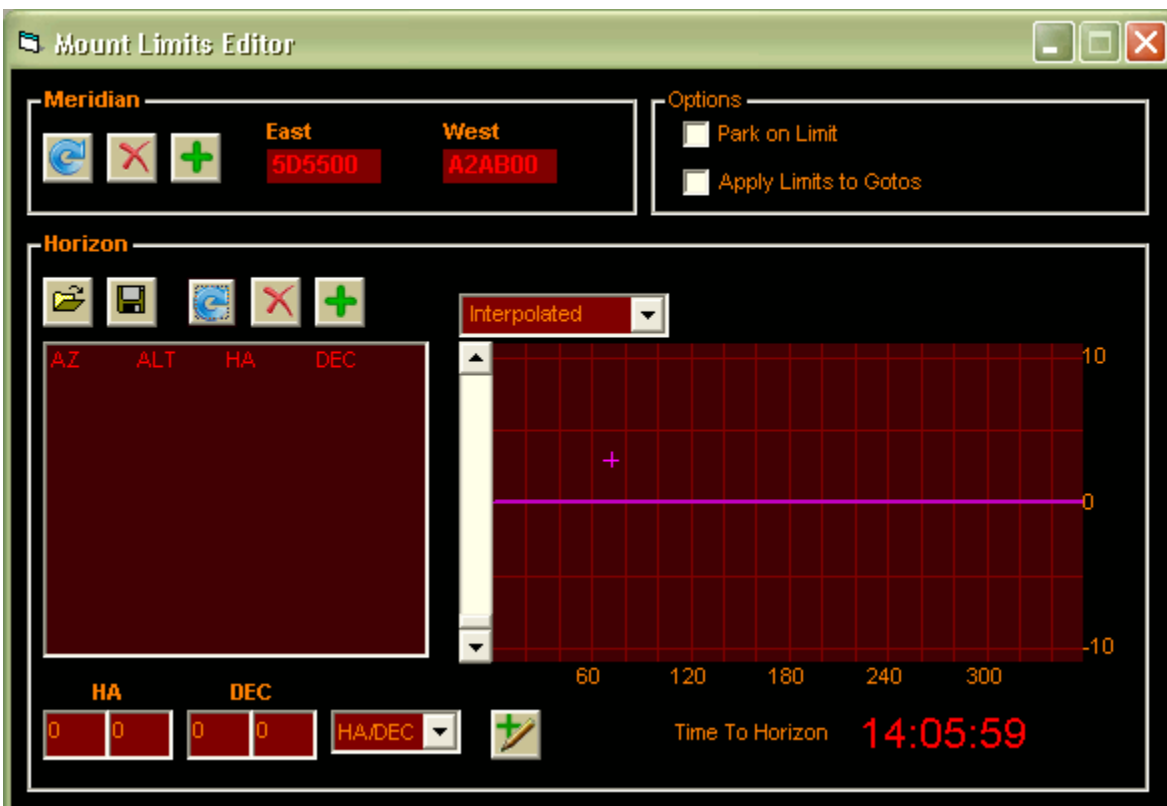 Mount Limits Editor
Meridian
East West
5D5500 A2AB00
Options
Park on Limit
Apply Limits to Gotos
Horizon
Interpolated
AZ ALT HA DEC
10
0
-10
60 120 180 240 300
HA DEC
0 0 0 0 HA/DEC
Time To Horizon 14:05:59